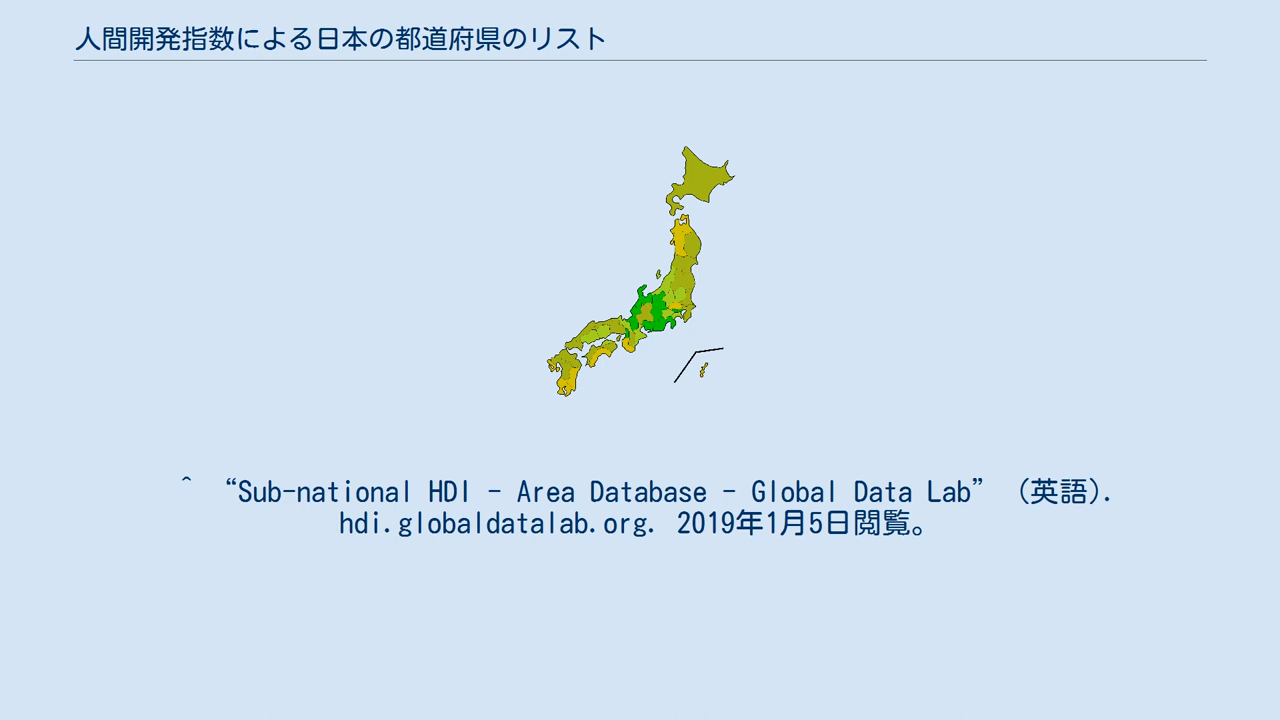 人間開発指数による日本の都道府県のリスト
^ “Sub-national HDI - Area Database - Global Data Lab” (英語).
hdi.globaldatalab.org. 2019年1月5日閲覧。